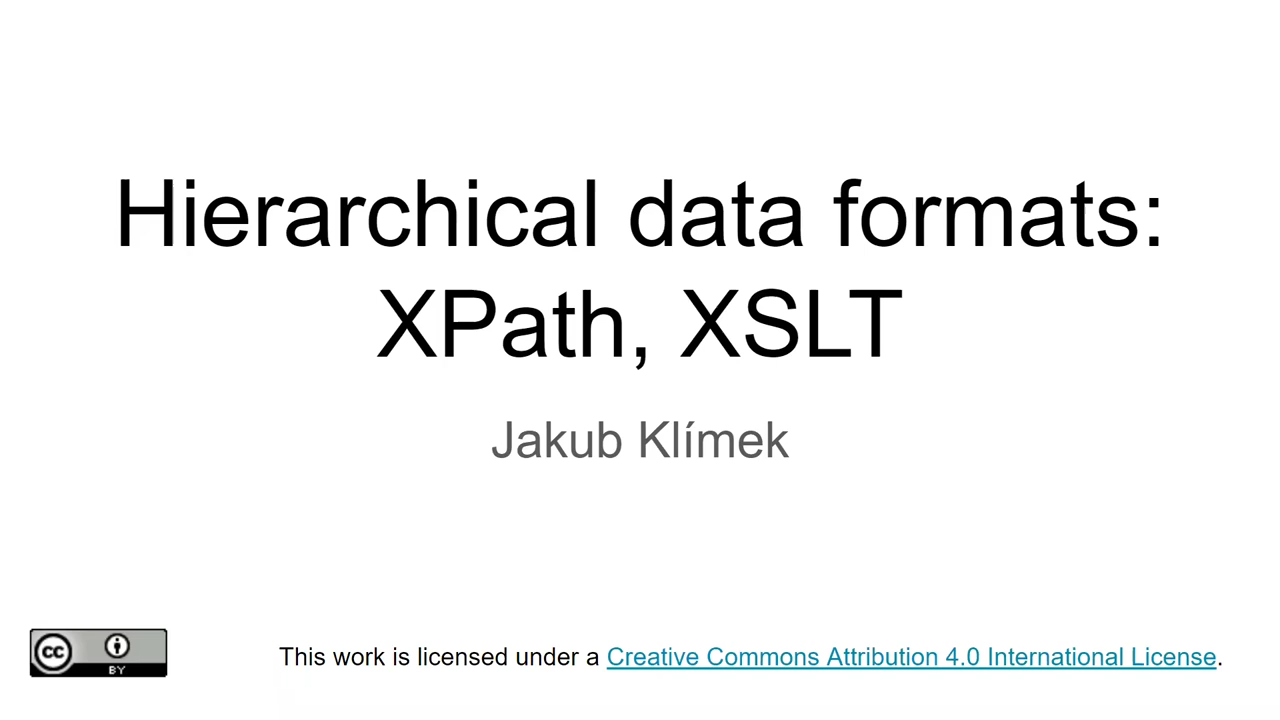 Hierarchical data formats:
XPath, XSLT
Jakub Klímek
cc
BY
This work is licensed under a Creative Commons Attribution 4.0 International License.